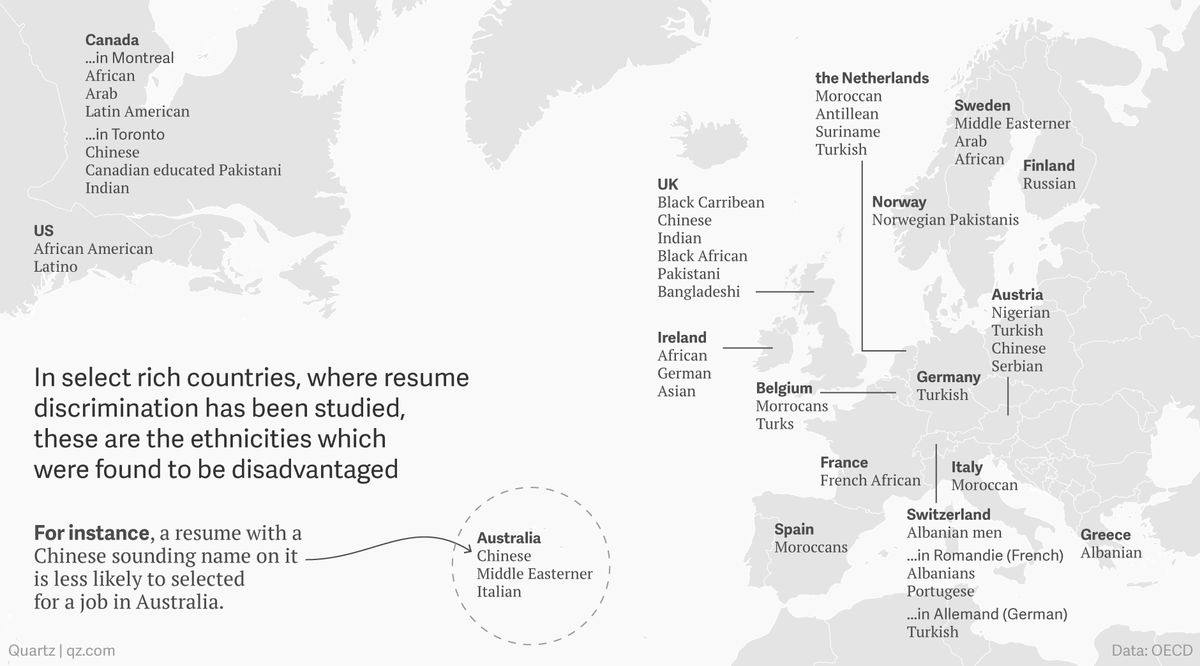 Canada
...in Montreal
African
Arab
Latin American
...in Toronto
Chinese
Canadian educated Pakistani
Indian
US
African American
Latino
In select rich countries, where resume
discrimination has been studied,
these are the ethnicities which
were found to be disadvantaged
For instance, a resume with a
Chinese sounding name on it
is less likely to selected
for a job in Australia.
Australia
Chinese
Middle Easterner
Italian
the Netherlands
Moroccan
Antillean
Suriname
Turkish
Sweden
Middle Easterner
Arab
African
Finland
Russian
UK
Black Carribean
Chinese
Indian
Black African
Pakistani
Bangladeshi
Norway
Norwegian Pakistanis
Austria
Nigerian
Turkish
Chinese
Serbian
Ireland
African
German
Asian
Belgium
Morrocans
Turks
Germany
Turkish
France
French African
Italy
Moroccan
Spain
Moroccans
Switzerland
Albanian men
...in Romandie (French)
Albanians
Portugese
...in Allemand (German)
Turkish
Greece
Albanian
Quartz | qz.com
Data: OECD